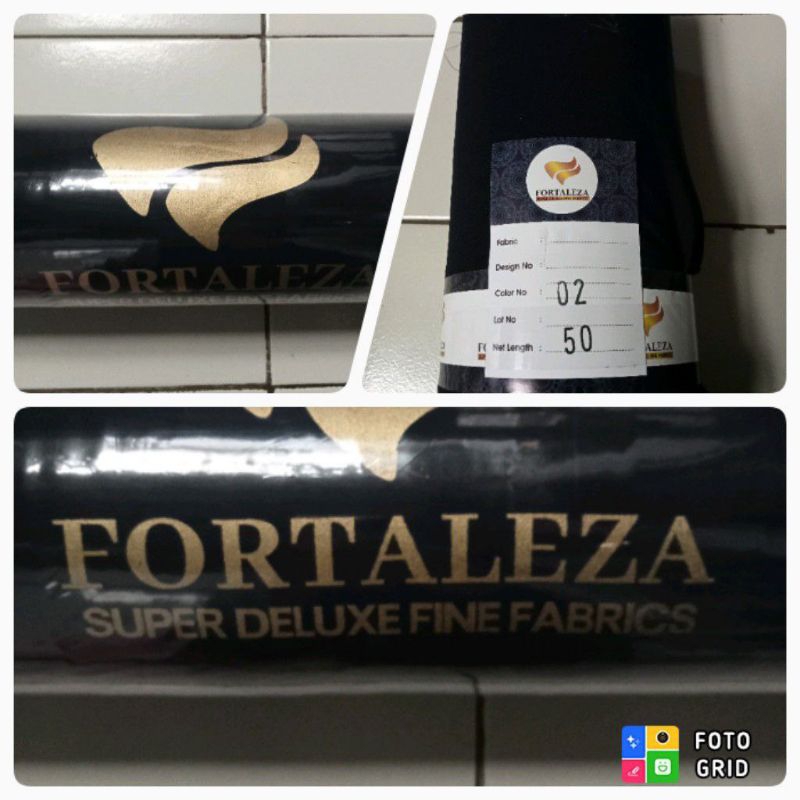 FORTALEZA
FORTALEZA
Fabric :
Design No :
Color No : 02
Lot No :
Net Length : 50
FORTALEZA
SUPER DELUXE FINE FABRICS
FOTO
GRID